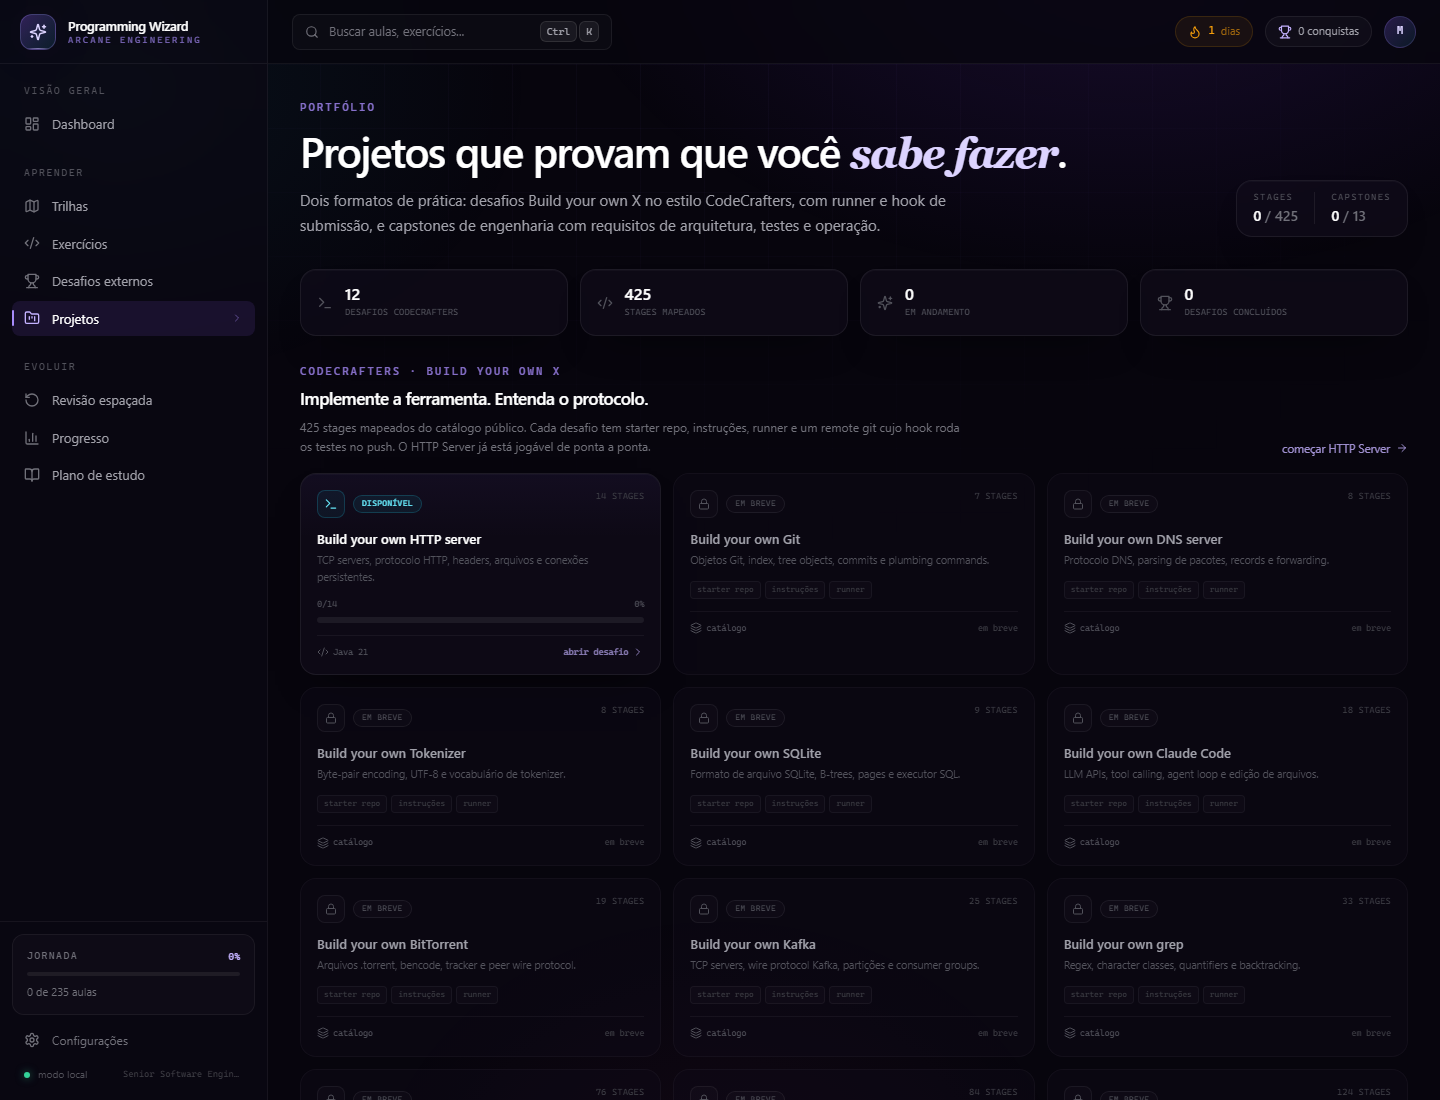 Programming Wizard
ARCANE ENGINEERING
Buscar aulas, exercícios...
Ctrl K
1 dias
0 conquistas
M
VISÃO GERAL
Dashboard
APRENDER
Trilhas
Exercícios
Desafios externos
Projetos
EVOLUIR
Revisão espaçada
Progresso
Plano de estudo
JORNADA 0%
0 de 235 aulas
Configurações
modo local Senior Software Engin…
PORTFÓLIO
Projetos que provam que você sabe fazer.
Dois formatos de prática: desafios Build your own X no estilo CodeCrafters, com runner e hook de
submissão, e capstones de engenharia com requisitos de arquitetura, testes e operação.
STAGES CAPSTONES
0 / 425 0 / 13
12
DESAFIOS CODECRAFTERS
425
STAGES MAPEADOS
0
EM ANDAMENTO
0
DESAFIOS CONCLUÍDOS
CODECRAFTERS · BUILD YOUR OWN X
Implemente a ferramenta. Entenda o protocolo.
425 stages mapeados do catálogo público. Cada desafio tem starter repo, instruções, runner e um remote git cujo hook roda
os testes no push. O HTTP Server já está jogável de ponta a ponta.
começar HTTP Server
DISPONÍVEL 14 STAGES
Build your own HTTP server
TCP servers, protocolo HTTP, headers, arquivos e conexões
persistentes.
0/14 0%
Java 21 abrir desafio
EM BREVE 7 STAGES
Build your own Git
Objetos Git, index, tree objects, commits e plumbing commands.
starter repo instruções runner
catálogo em breve
EM BREVE 8 STAGES
Build your own DNS server
Protocolo DNS, parsing de pacotes, records e forwarding.
starter repo instruções runner
catálogo em breve
EM BREVE 8 STAGES
Build your own Tokenizer
Byte-pair encoding, UTF-8 e vocabulário de tokenizer.
starter repo instruções runner
catálogo em breve
EM BREVE 9 STAGES
Build your own SQLite
Formato de arquivo SQLite, B-trees, pages e executor SQL.
starter repo instruções runner
catálogo em breve
EM BREVE 18 STAGES
Build your own Claude Code
LLM APIs, tool calling, agent loop e edição de arquivos.
starter repo instruções runner
catálogo em breve
EM BREVE 19 STAGES
Build your own BitTorrent
Arquivos .torrent, bencode, tracker e peer wire protocol.
starter repo instruções runner
catálogo em breve
EM BREVE 25 STAGES
Build your own Kafka
TCP servers, wire protocol Kafka, partições e consumer groups.
starter repo instruções runner
catálogo em breve
EM BREVE 33 STAGES
Build your own grep
Regex, character classes, quantifiers e backtracking.
starter repo instruções runner
catálogo em breve
EM BREVE 76 STAGES
EM BREVE 84 STAGES
EM BREVE 124 STAGES